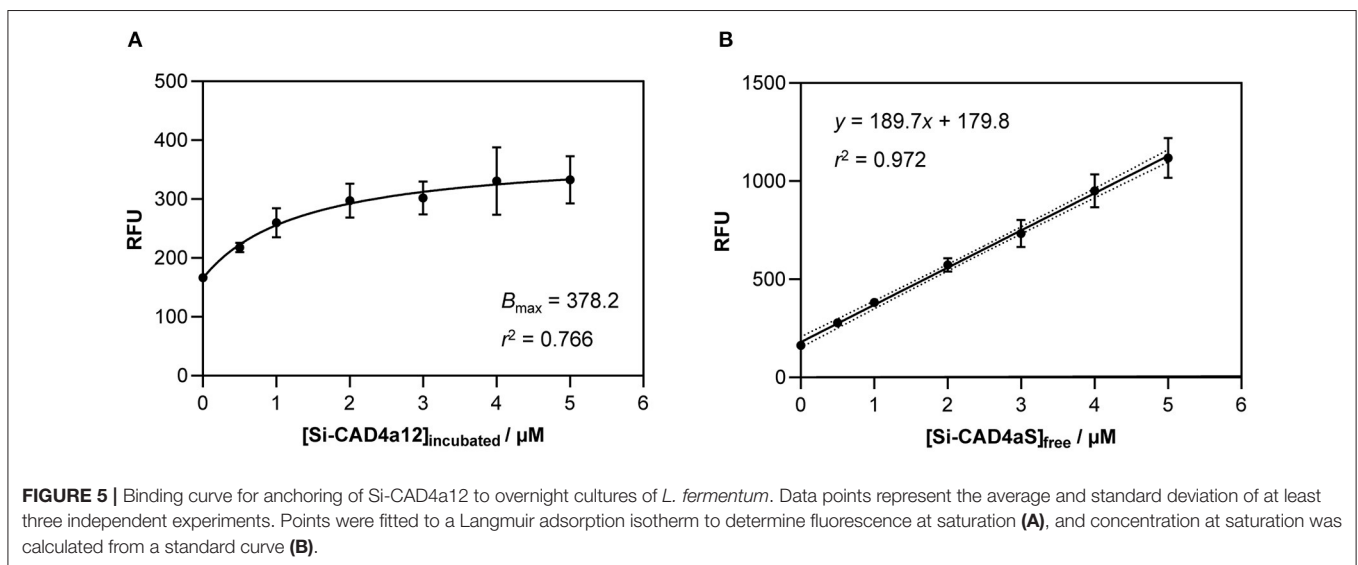 A
B
500
400
300
200
100
0
RFU
B_max = 378.2
r² = 0.766
0 1 2 3 4 5 6
[Si-CAD4a12]_incubated / µM
1500
1000
500
0
RFU
y = 189.7x + 179.8
r² = 0.972
0 1 2 3 4 5 6
[Si-CAD4aS]_free / µM
FIGURE 5 | Binding curve for anchoring of Si-CAD4a12 to overnight cultures of L. fermentum. Data points represent the average and standard deviation of at least
three independent experiments. Points were fitted to a Langmuir adsorption isotherm to determine fluorescence at saturation (A), and concentration at saturation was
calculated from a standard curve (B).